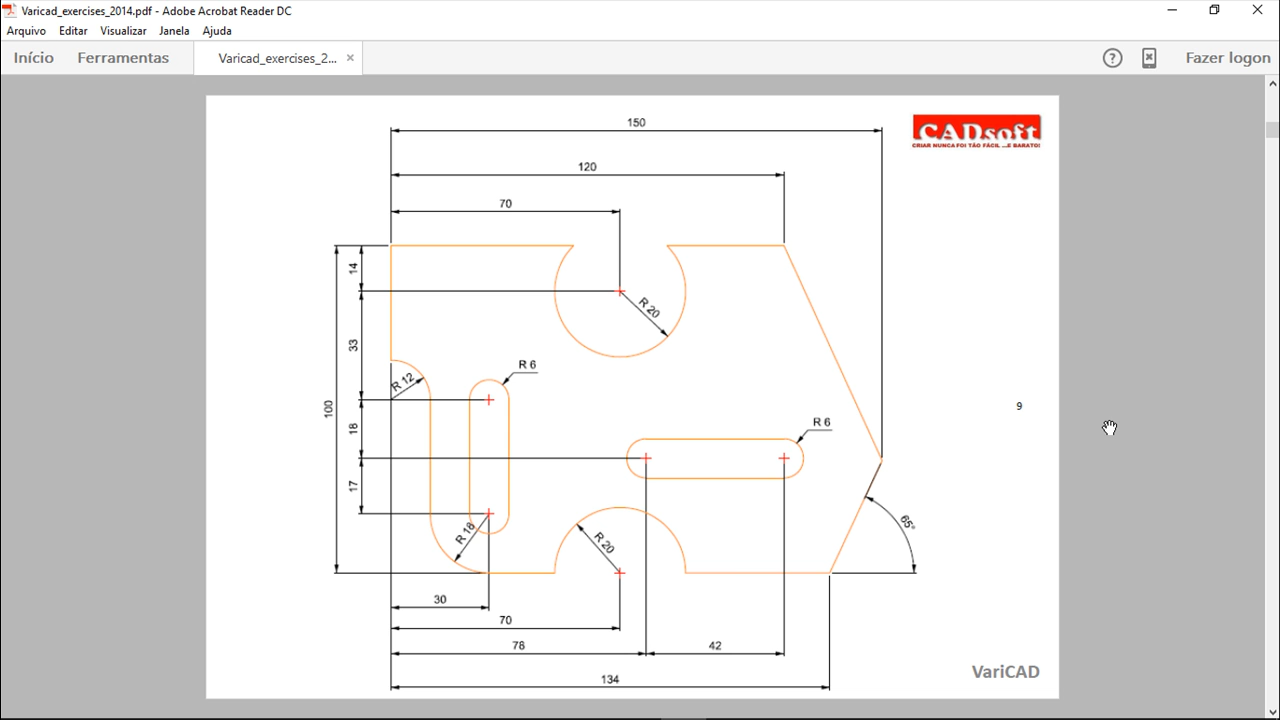 Varicad_exercises_2014.pdf - Adobe Acrobat Reader DC
Arquivo Editar Visualizar Janela Ajuda
Início Ferramentas Varicad_exercises_2... × ? Fazer logon
150
CADsoft
CRIAR NUNCA FOI TÃO FÁCIL ...E BARATO!
120
70
14
R 20
33
R 6
R 12
9
100
18
R 6
17
R 18
R 20
65°
30
70
78 42
VariCAD
134